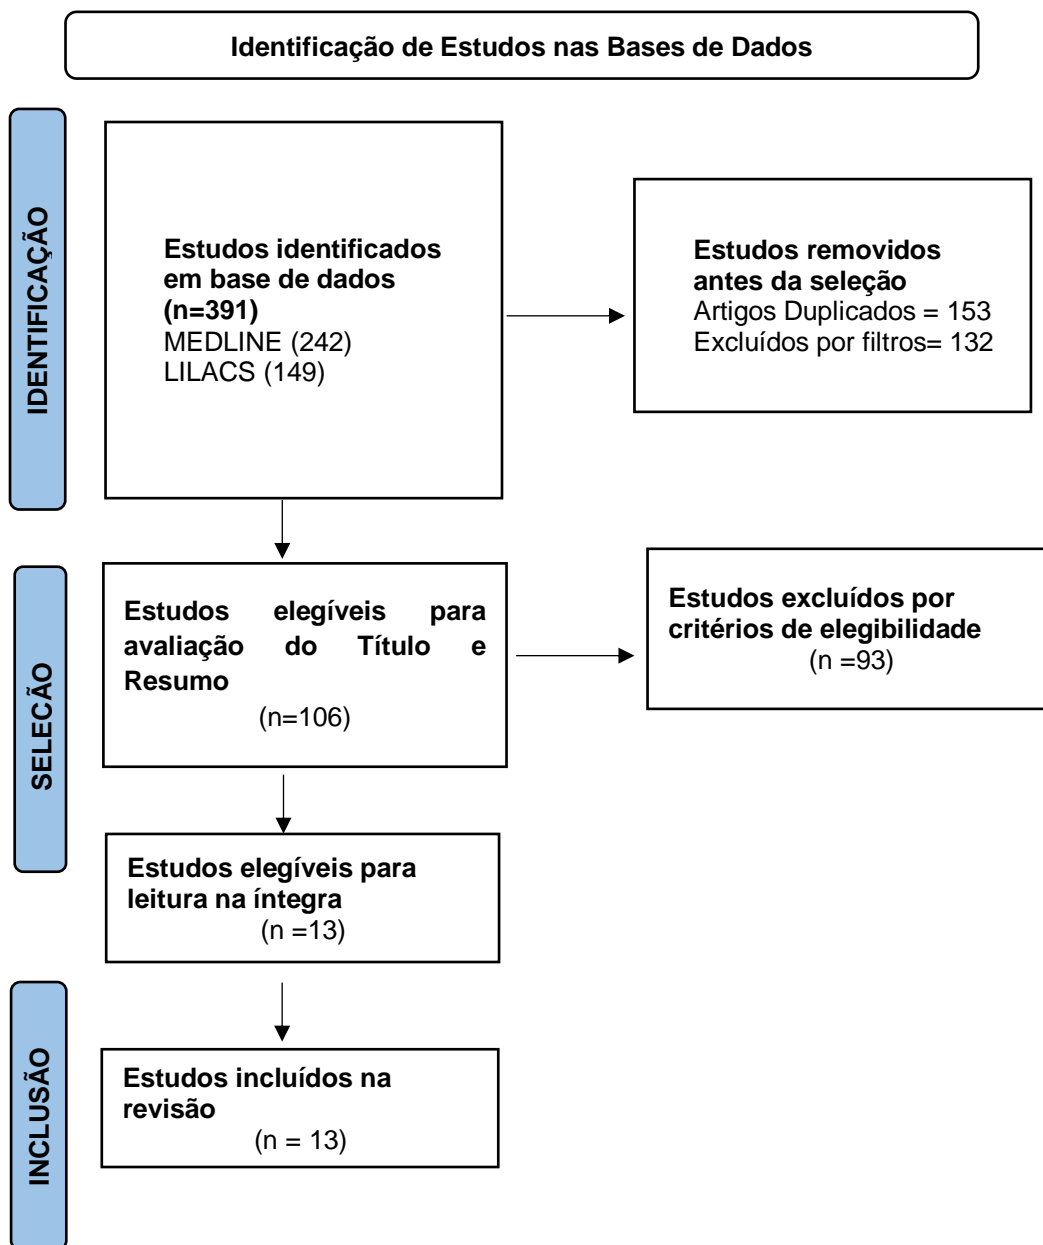 Identificação de Estudos nas Bases de Dados
IDENTIFICAÇÃO
Estudos identificados
em base de dados
(n=391)
MEDLINE (242)
LILACS (149)
Estudos removidos
antes da seleção
Artigos Duplicados = 153
Excluídos por filtros= 132
SELEÇÃO
Estudos elegíveis para
avaliação do Título e
Resumo
(n=106)
Estudos excluídos por
critérios de elegibilidade
(n =93)
Estudos elegíveis para
leitura na íntegra
(n =13)
INCLUSÃO
Estudos incluídos na
revisão
(n = 13)